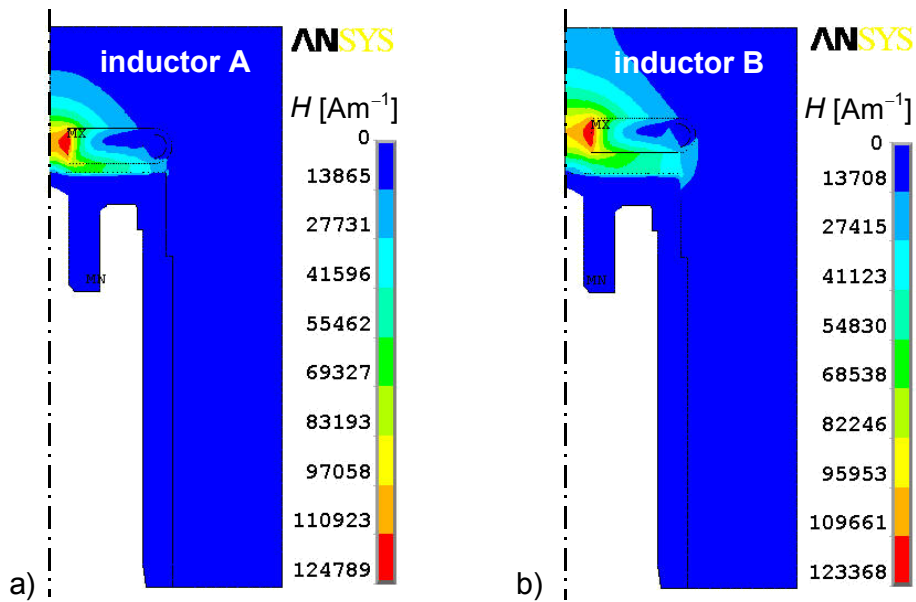 inductor A
ANSYS
H [Am⁻¹]
0
13865
27731
41596
55462
69327
83193
97058
110923
124789
MX
MN
a)
inductor B
ANSYS
H [Am⁻¹]
0
13708
27415
41123
54830
68538
82246
95953
109661
123368
MX
MN
b)